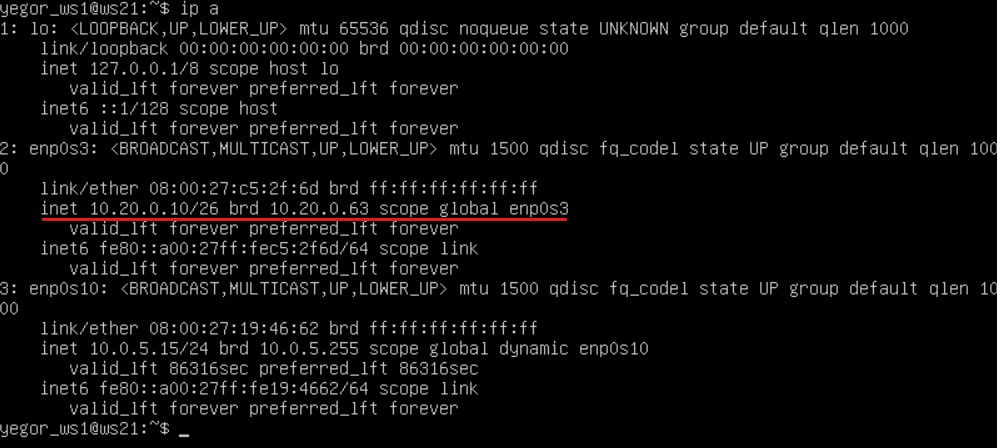 yegor_ws1@ws21:~$ ip a
1: lo: <LOOPBACK,UP,LOWER_UP> mtu 65536 qdisc noqueue state UNKNOWN group default qlen 1000
    link/loopback 00:00:00:00:00:00 brd 00:00:00:00:00:00
    inet 127.0.0.1/8 scope host lo
       valid_lft forever preferred_lft forever
    inet6 ::1/128 scope host
       valid_lft forever preferred_lft forever
2: enp0s3: <BROADCAST,MULTICAST,UP,LOWER_UP> mtu 1500 qdisc fq_codel state UP group default qlen 100
0
    link/ether 08:00:27:c5:2f:6d brd ff:ff:ff:ff:ff:ff
    inet 10.20.0.10/26 brd 10.20.0.63 scope global enp0s3
       valid_lft forever preferred_lft forever
    inet6 fe80::a00:27ff:fec5:2f6d/64 scope link
       valid_lft forever preferred_lft forever
3: enp0s10: <BROADCAST,MULTICAST,UP,LOWER_UP> mtu 1500 qdisc fq_codel state UP group default qlen 10
00
    link/ether 08:00:27:19:46:62 brd ff:ff:ff:ff:ff:ff
    inet 10.0.5.15/24 brd 10.0.5.255 scope global dynamic enp0s10
       valid_lft 86316sec preferred_lft 86316sec
    inet6 fe80::a00:27ff:fe19:4662/64 scope link
       valid_lft forever preferred_lft forever
yegor_ws1@ws21:~$ _